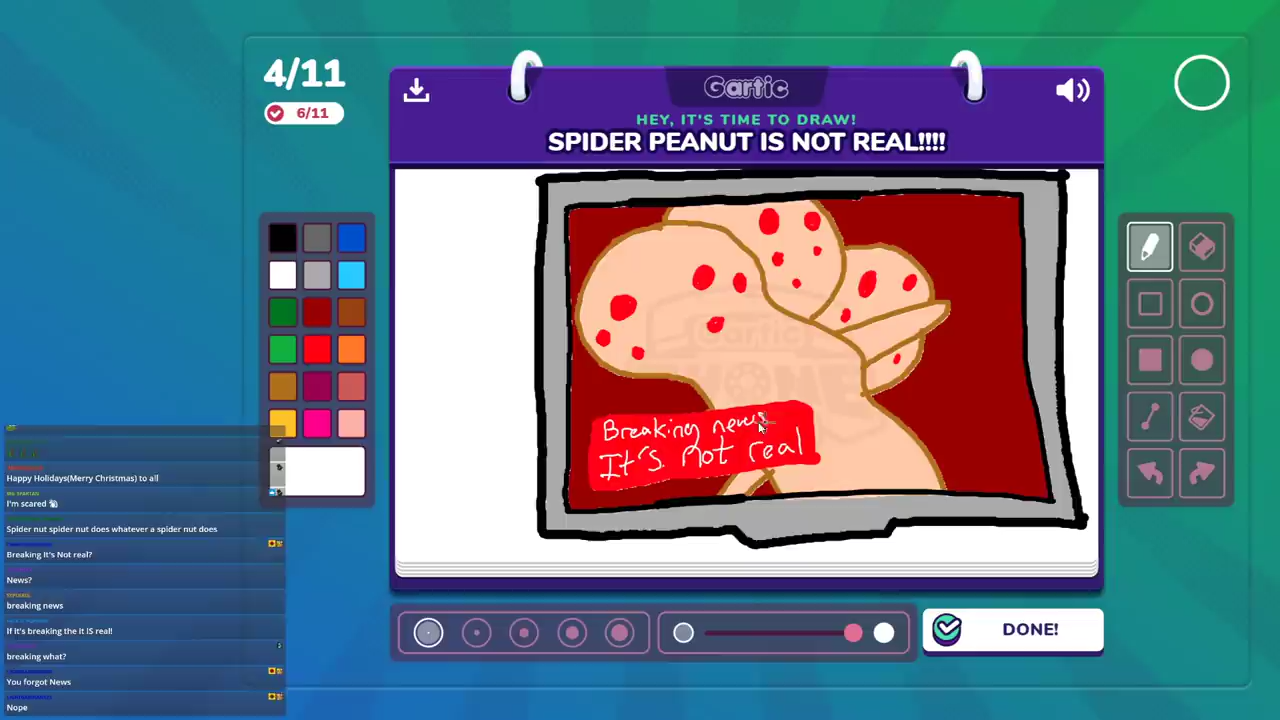 4/11
6/11
Gartic
HEY, IT'S TIME TO DRAW!
SPIDER PEANUT IS NOT REAL!!!!
Breaking news
It's not real
Happy Holidays(Merry Christmas) to all
I'm scared
Spider nut spider nut does whatever a spider nut does
Breaking It's Not real?
News?
breaking news
If it's breaking the it IS real!
breaking what?
You forgot News
Nope
DONE!